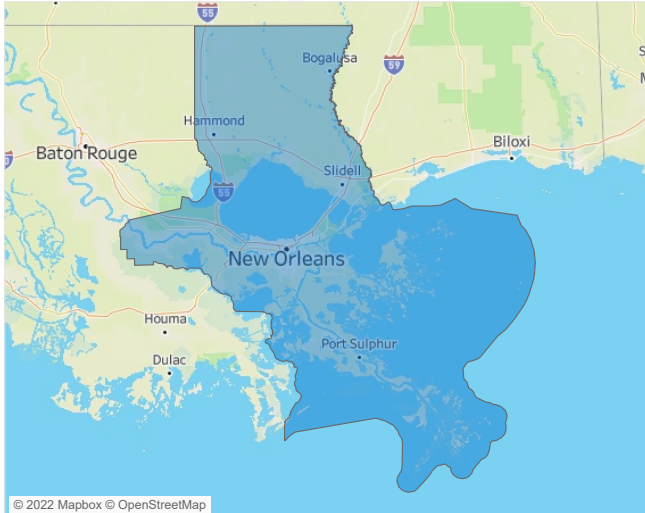 55
Bogalusa
59
S
M
Hammond
Biloxi
Baton Rouge
Slidell
55
New Orleans
Houma
Port Sulphur
Dulac
© 2022 Mapbox © OpenStreetMap